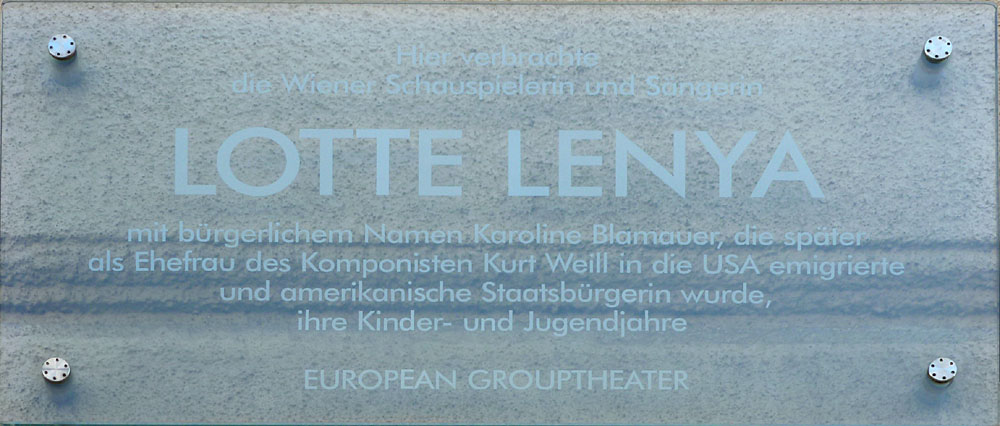 Hier verbrachte
die Wiener Schauspielerin und Sängerin
LOTTE LENYA
mit bürgerlichem Namen Karoline Blamauer, die später
als Ehefrau des Komponisten Kurt Weill in die USA emigrierte
und amerikanische Staatsbürgerin wurde,
ihre Kinder- und Jugendjahre
EUROPEAN GROUPTHEATER